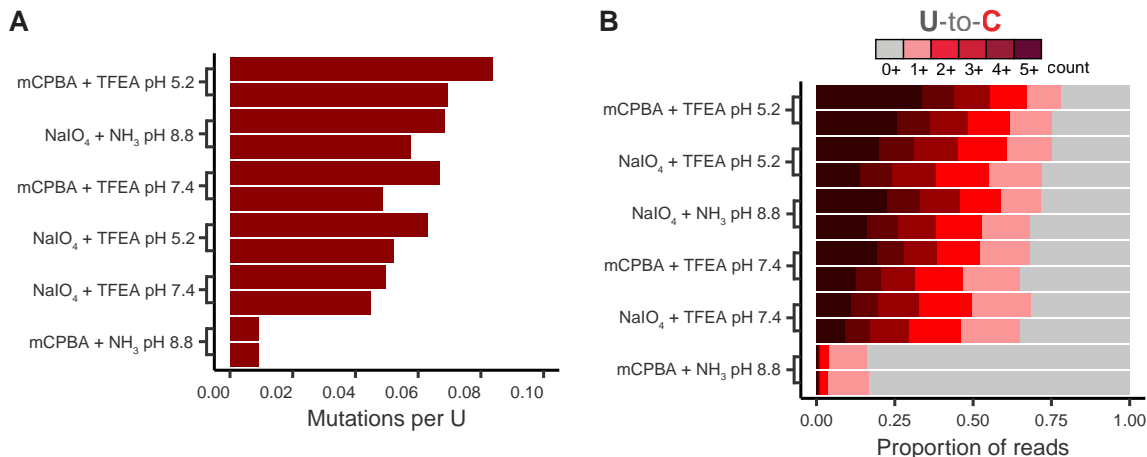 A
mCPBA + TFEA pH 5.2
NaIO₄ + NH₃ pH 8.8
mCPBA + TFEA pH 7.4
NaIO₄ + TFEA pH 5.2
NaIO₄ + TFEA pH 7.4
mCPBA + NH₃ pH 8.8
0.00 0.02 0.04 0.06 0.08 0.10
Mutations per U
B
U-to-C
0+ 1+ 2+ 3+ 4+ 5+ count
mCPBA + TFEA pH 5.2
NaIO₄ + TFEA pH 5.2
NaIO₄ + NH₃ pH 8.8
mCPBA + TFEA pH 7.4
NaIO₄ + TFEA pH 7.4
mCPBA + NH₃ pH 8.8
0.00 0.25 0.50 0.75 1.00
Proportion of reads